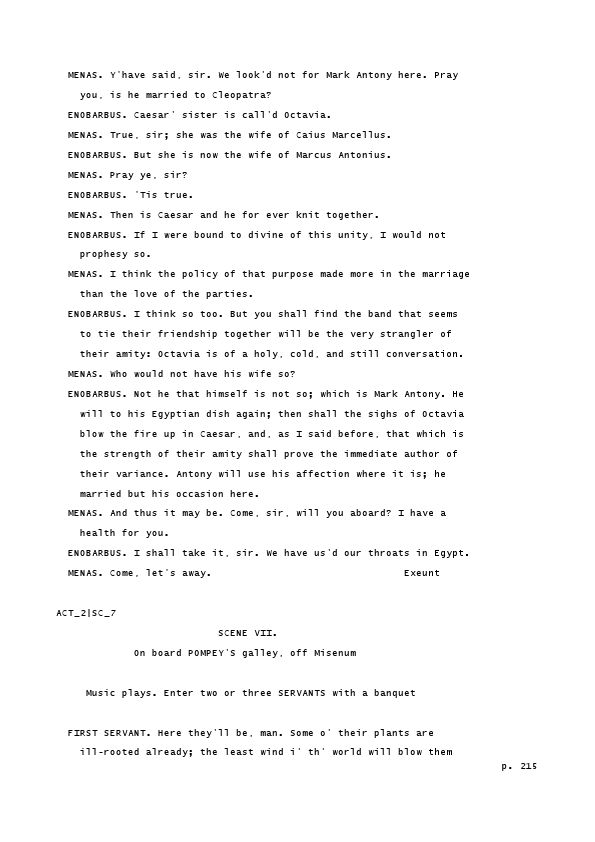 MENAS. Y'have said, sir. We look'd not for Mark Antony here. Pray
you, is he married to Cleopatra?
ENOBARBUS. Caesar' sister is call'd Octavia.
MENAS. True, sir; she was the wife of Caius Marcellus.
ENOBARBUS. But she is now the wife of Marcus Antonius.
MENAS. Pray ye, sir?
ENOBARBUS. 'Tis true.
MENAS. Then is Caesar and he for ever knit together.
ENOBARBUS. If I were bound to divine of this unity, I would not
prophesy so.
MENAS. I think the policy of that purpose made more in the marriage
than the love of the parties.
ENOBARBUS. I think so too. But you shall find the band that seems
to tie their friendship together will be the very strangler of
their amity: Octavia is of a holy, cold, and still conversation.
MENAS. Who would not have his wife so?
ENOBARBUS. Not he that himself is not so; which is Mark Antony. He
will to his Egyptian dish again; then shall the sighs of Octavia
blow the fire up in Caesar, and, as I said before, that which is
the strength of their amity shall prove the immediate author of
their variance. Antony will use his affection where it is; he
married but his occasion here.
MENAS. And thus it may be. Come, sir, will you aboard? I have a
health for you.
ENOBARBUS. I shall take it, sir. We have us'd our throats in Egypt.
MENAS. Come, let's away. Exeunt
ACT_2|SC_7
SCENE VII.
On board POMPEY'S galley, off Misenum
Music plays. Enter two or three SERVANTS with a banquet
FIRST SERVANT. Here they'll be, man. Some o' their plants are
ill-rooted already; the least wind i' th' world will blow them
p. 215